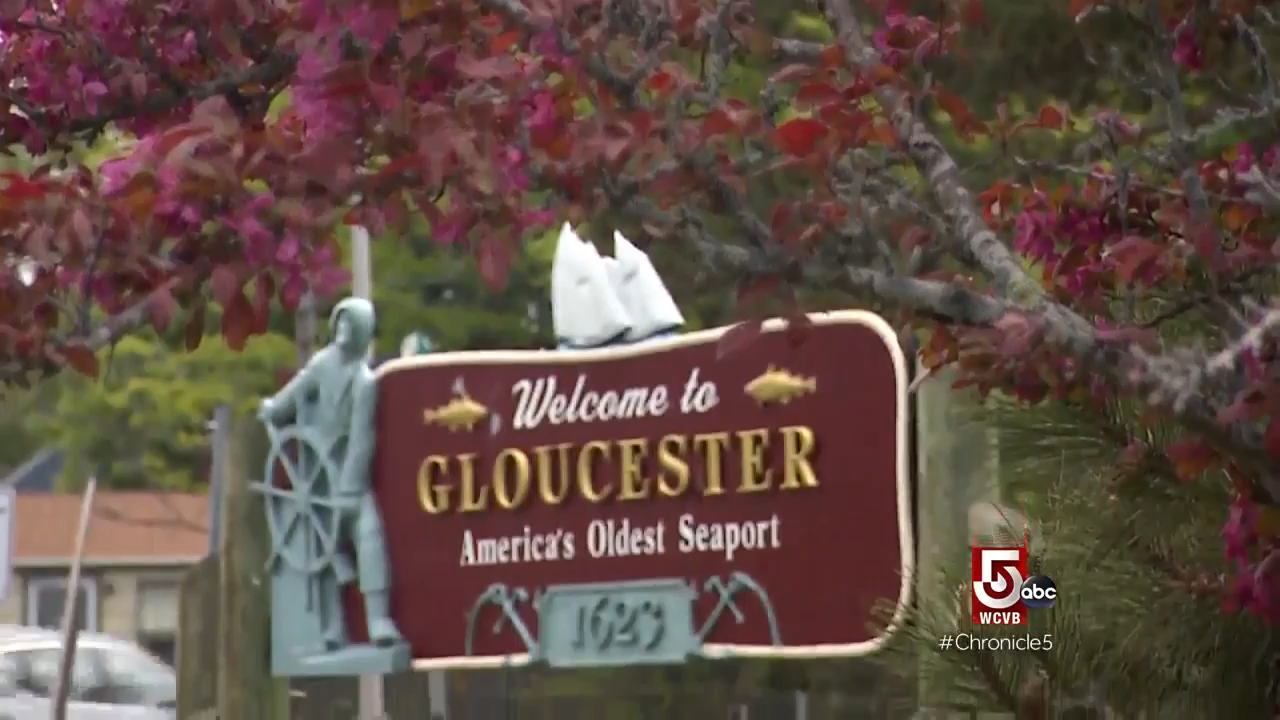 Welcome to
GLOUCESTER
America's Oldest Seaport
1623
5 abc
WCVB
#Chronicle5